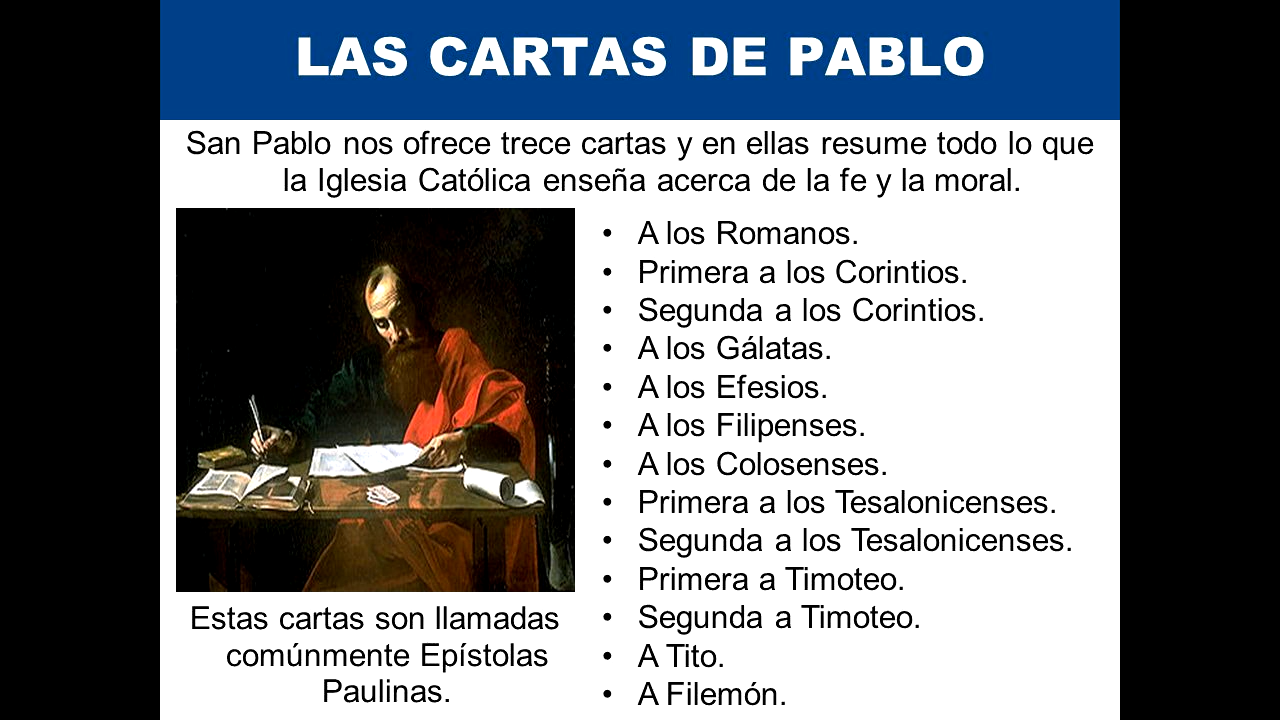 LAS CARTAS DE PABLO
San Pablo nos ofrece trece cartas y en ellas resume todo lo que
la Iglesia Católica enseña acerca de la fe y la moral.
• A los Romanos.
• Primera a los Corintios.
• Segunda a los Corintios.
• A los Gálatas.
• A los Efesios.
• A los Filipenses.
• A los Colosenses.
• Primera a los Tesalonicenses.
• Segunda a los Tesalonicenses.
• Primera a Timoteo.
• Segunda a Timoteo.
• A Tito.
• A Filemón.
Estas cartas son llamadas
comúnmente Epístolas
Paulinas.